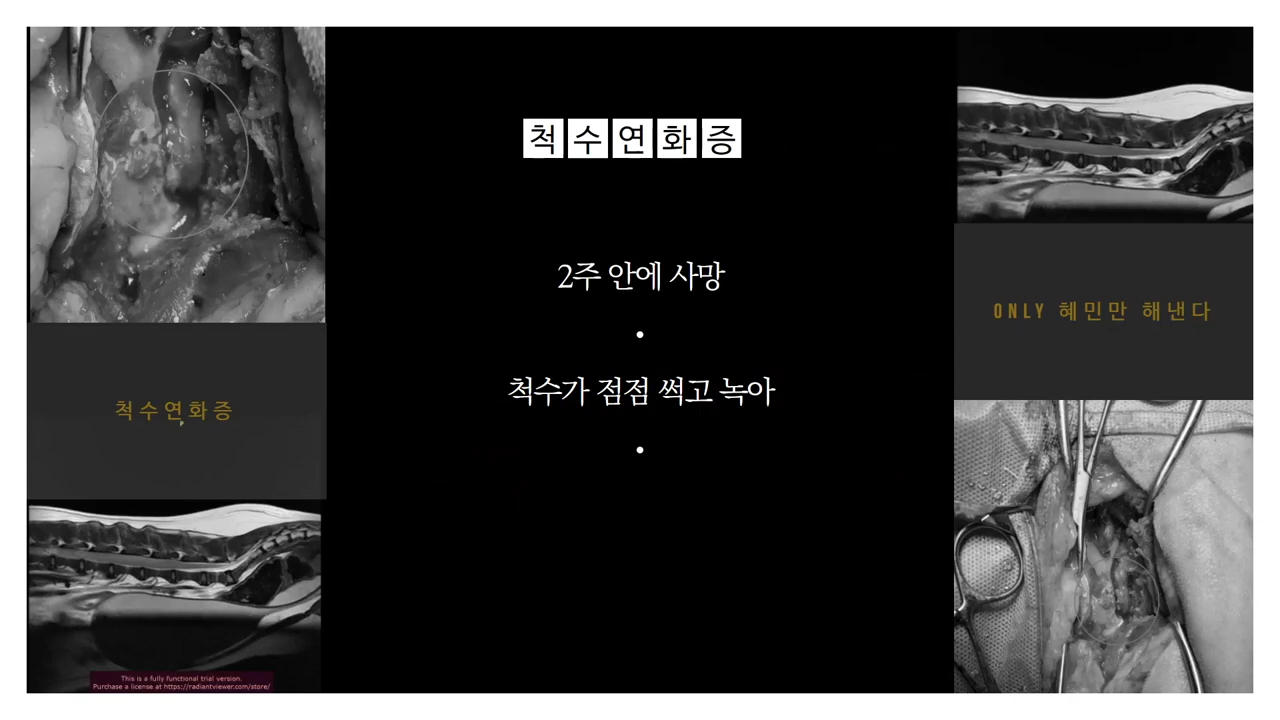 척수연화증
2주 안에 사망
•
척수가 점점 썩고 녹아
•
척수연화증
This is a fully functional trial version.
Purchase a license at https://radiantviewer.com/store/
ONLY 혜민만 해낸다